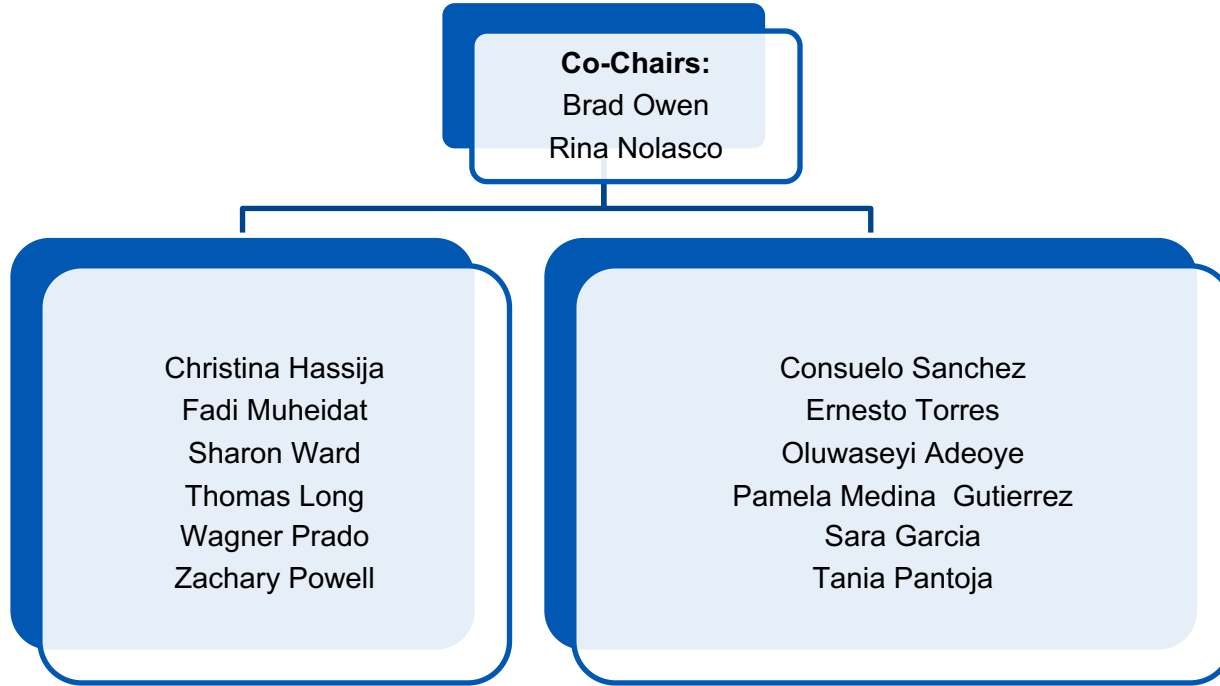 Co-Chairs:
Brad Owen
Rina Nolasco
Christina Hassija
Fadi Muheidat
Sharon Ward
Thomas Long
Wagner Prado
Zachary Powell
Consuelo Sanchez
Ernesto Torres
Oluwaseyi Adeoye
Pamela Medina  Gutierrez
Sara Garcia
Tania Pantoja